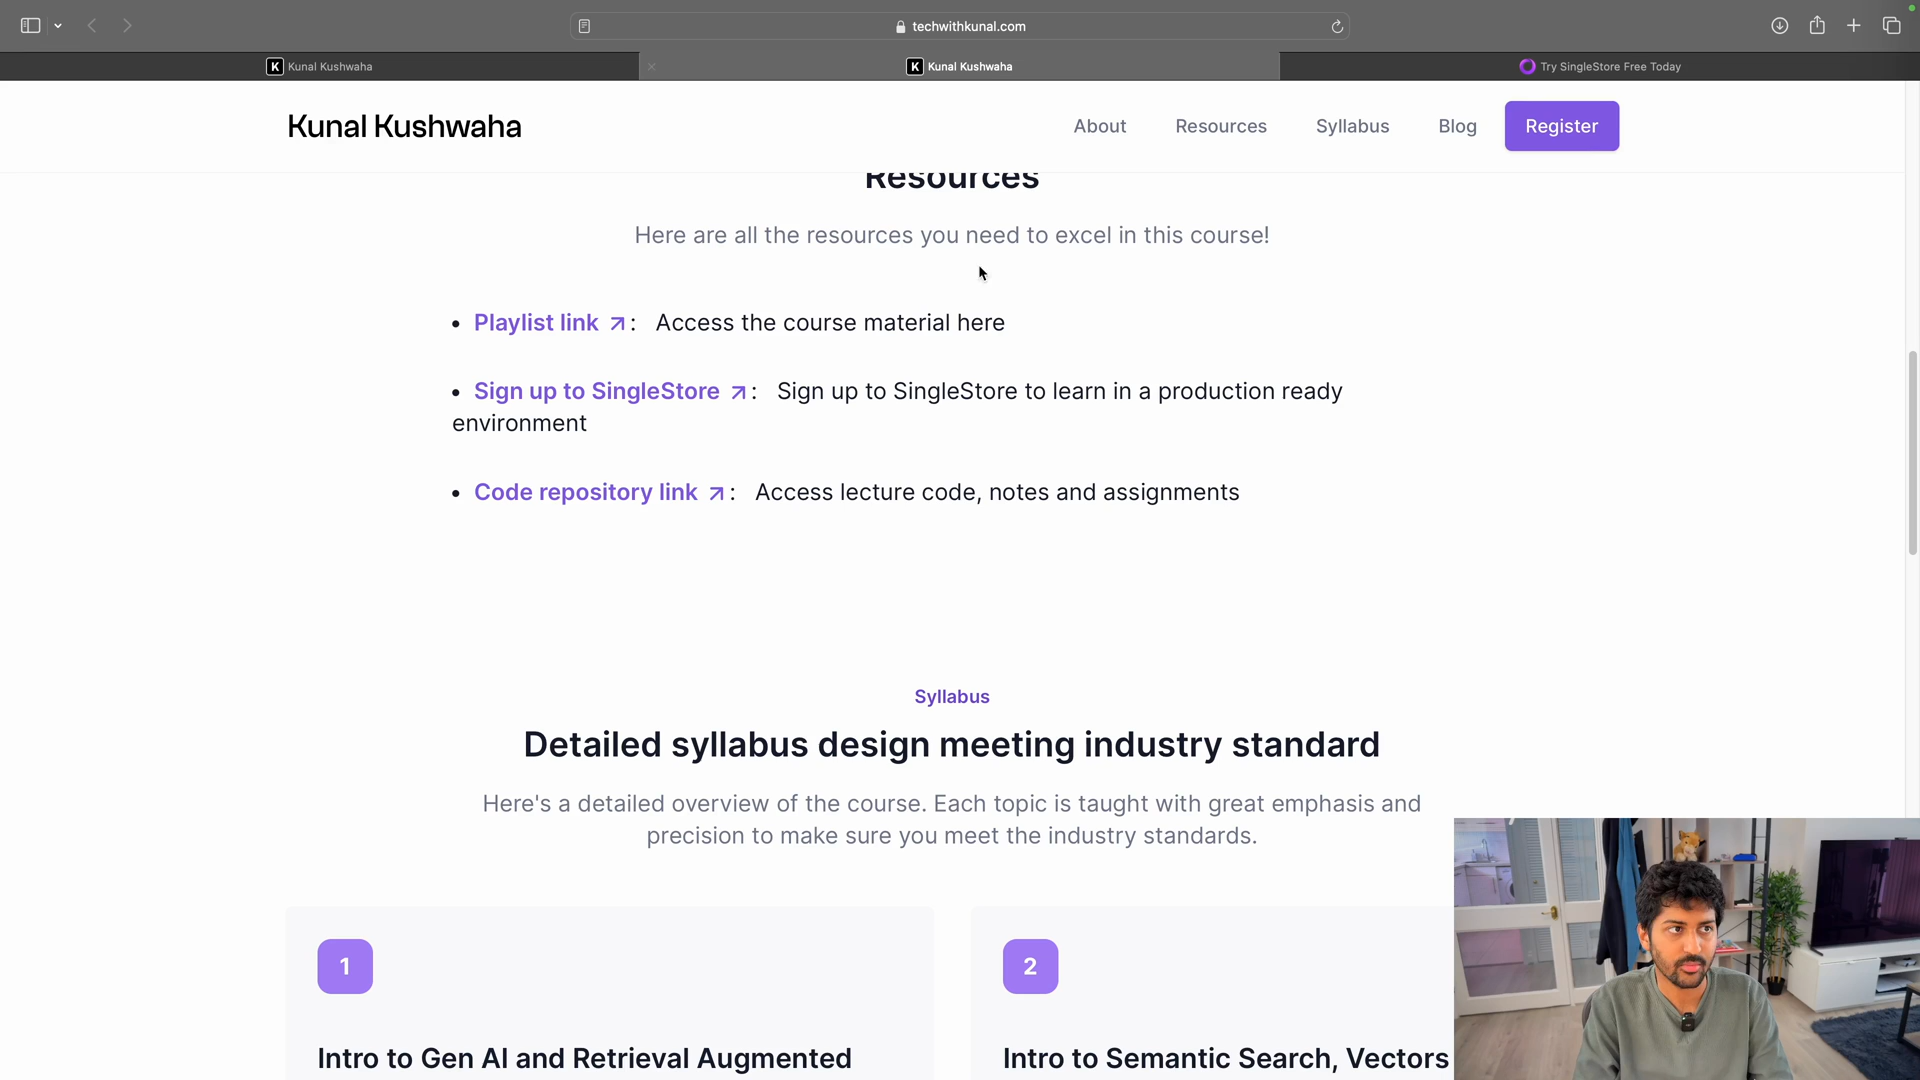 techwithkunal.com
K Kunal Kushwaha
K Kunal Kushwaha
Try SingleStore Free Today
Kunal Kushwaha
About
Resources
Syllabus
Blog
Register
Resources
Here are all the resources you need to excel in this course!
• Playlist link ↗: Access the course material here
• Sign up to SingleStore ↗: Sign up to SingleStore to learn in a production ready
environment
• Code repository link ↗: Access lecture code, notes and assignments
Syllabus
Detailed syllabus design meeting industry standard
Here's a detailed overview of the course. Each topic is taught with great emphasis and
precision to make sure you meet the industry standards.
1
2
Intro to Gen AI and Retrieval Augmented
Intro to Semantic Search, Vectors